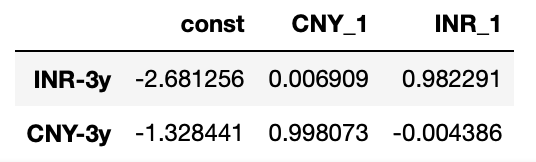 const CNY_1 INR_1
INR-3y -2.681256 0.006909 0.982291
CNY-3y -1.328441 0.998073 -0.004386